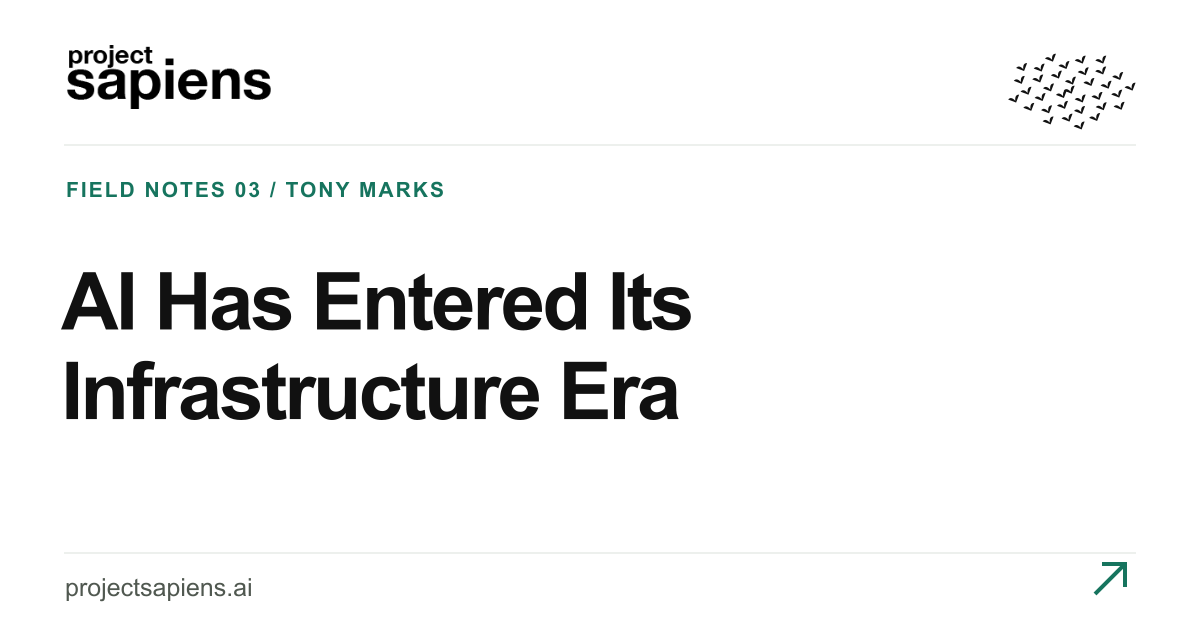 project
sapiens
FIELD NOTES 03 / TONY MARKS
AI Has Entered Its
Infrastructure Era
projectsapiens.ai